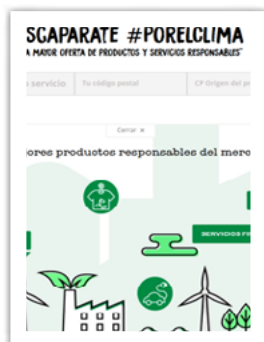 SCAPARATE #PORELCLIMA
A MAYOR OFERTA DE PRODUCTOS Y SERVICIOS RESPONSABLES"
servicio Tu código postal CP Origen del
Cerrar x
ores productos responsables del merc
SERVICIOS